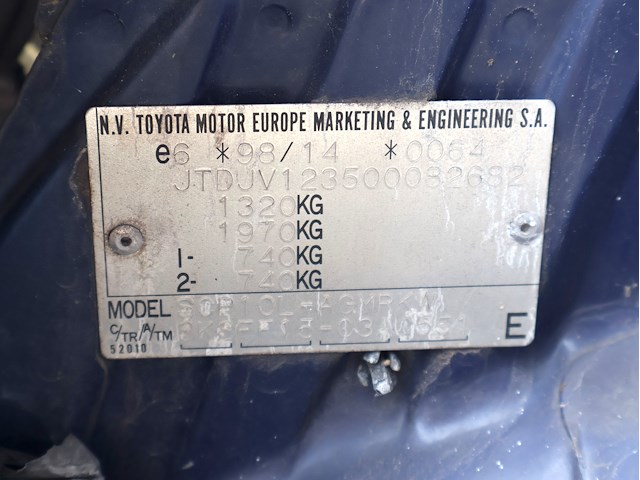 N.V. TOYOTA MOTOR EUROPE MARKETING & ENGINEERING S.A.
e6 *98/14 *0064
JTDJV123500082682
1320KG
1970KG
1- 740KG
2- 740KG
MODEL
C/TR/A/TM
52010
E